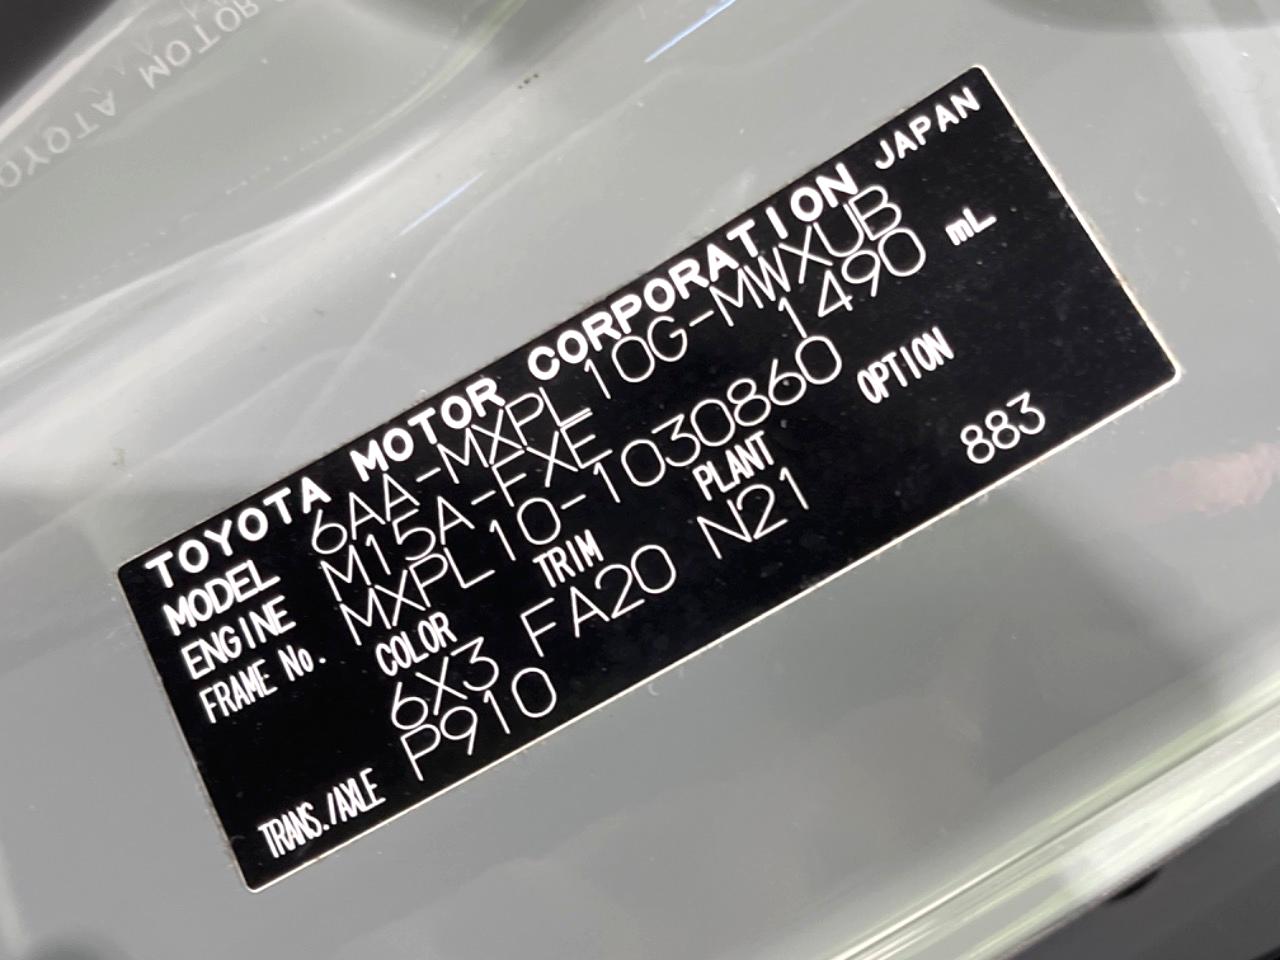 TOYOTA MOTOR CORPORATION JAPAN
MODEL 6AA-MXPL10G-MWXUB
ENGINE M15A-FXE 1490 mL
FRAME No. MXPL10-1030860
COLOR TRIM PLANT OPTION
6X3 FA20 N21 883
TRANS./AXLE P910